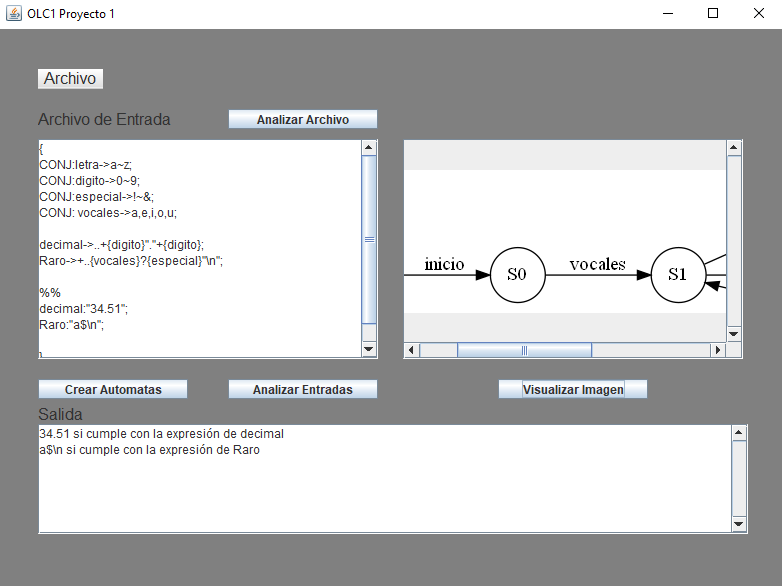 OLC1 Proyecto 1
Archivo
Archivo de Entrada
Analizar Archivo
{
CONJ:letra->a~z;
CONJ:digito->0~9;
CONJ:especial->!~&;
CONJ: vocales->a,e,i,o,u;
decimal->..+{digito}"."+{digito};
Raro->+..{vocales}?{especial}"\n";
%%
decimal:"34.51";
Raro:"a$\n";
}
inicio
S0
vocales
S1
Crear Automatas
Analizar Entradas
Visualizar Imagen
Salida
34.51 si cumple con la expresión de decimal
a$\n si cumple con la expresión de Raro